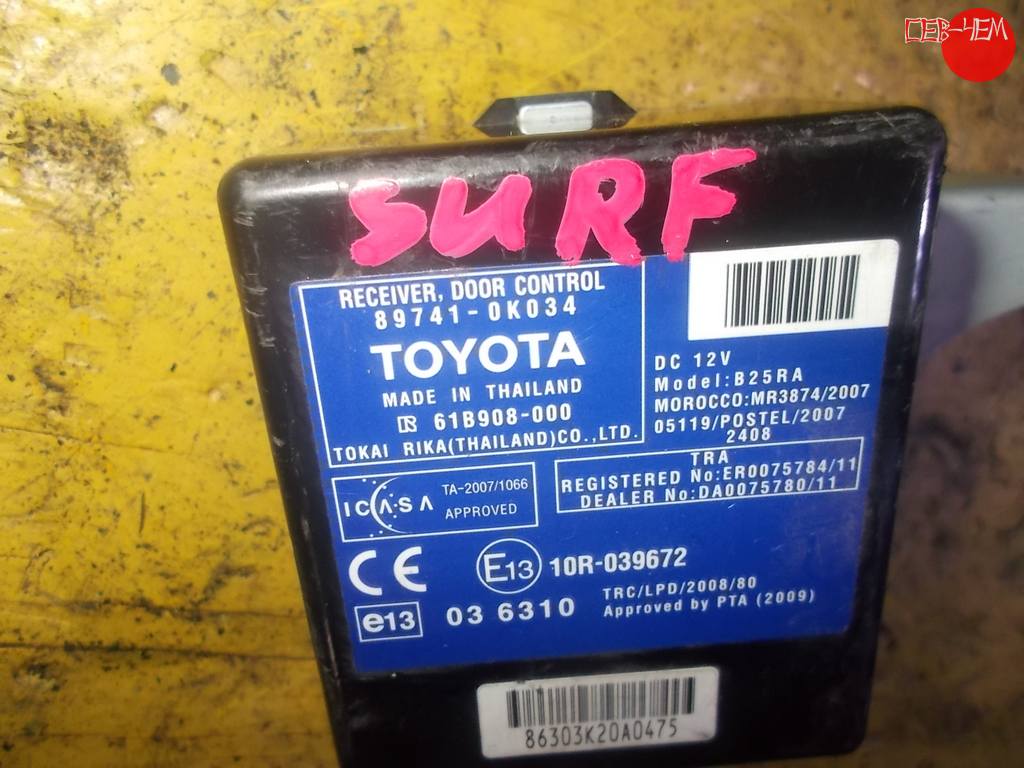 СЕВ-ЧЕМ
SURF
RECEIVER, DOOR CONTROL
89741-0K034
TOYOTA
MADE IN THAILAND
R 61B908-000
TOKAI RIKA(THAILAND)CO.,LTD.
DC 12V
Model:B25RA
MOROCCO:MR3874/2007
05119/POSTEL/2007
2408
TRA
REGISTERED No:ER0075784/11
DEALER No:DA0075780/11
ICASA
TA-2007/1066
APPROVED
CE
E13 10R-039672
e13 03 6310
TRC/LPD/2008/80
Approved by PTA (2009)
86303K20A0475